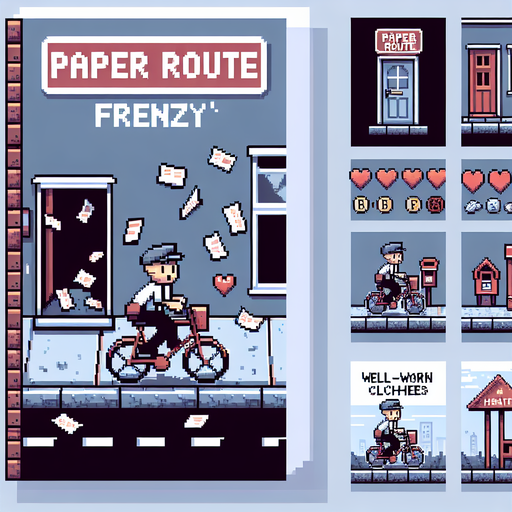 PAPER ROUTE
FRENZY'
PAPER
ROUTE
B
B
WELL-WORN
CLCHEES